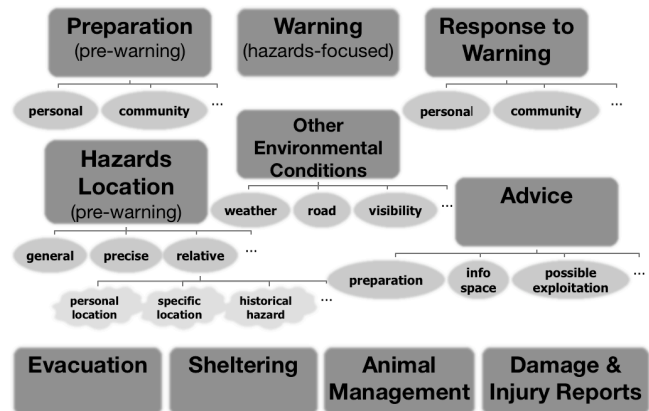 Preparation
(pre-warning)
personal
community
...
Warning
(hazards-focused)
Response to
Warning
personal
community
...
Hazards
Location
(pre-warning)
general
precise
relative
...
personal
location
specific
location
historical
hazard
...
Other
Environmental
Conditions
weather
road
visibility
...
Advice
preparation
info
space
possible
exploitation
...
Evacuation
Sheltering
Animal
Management
Damage &
Injury Reports